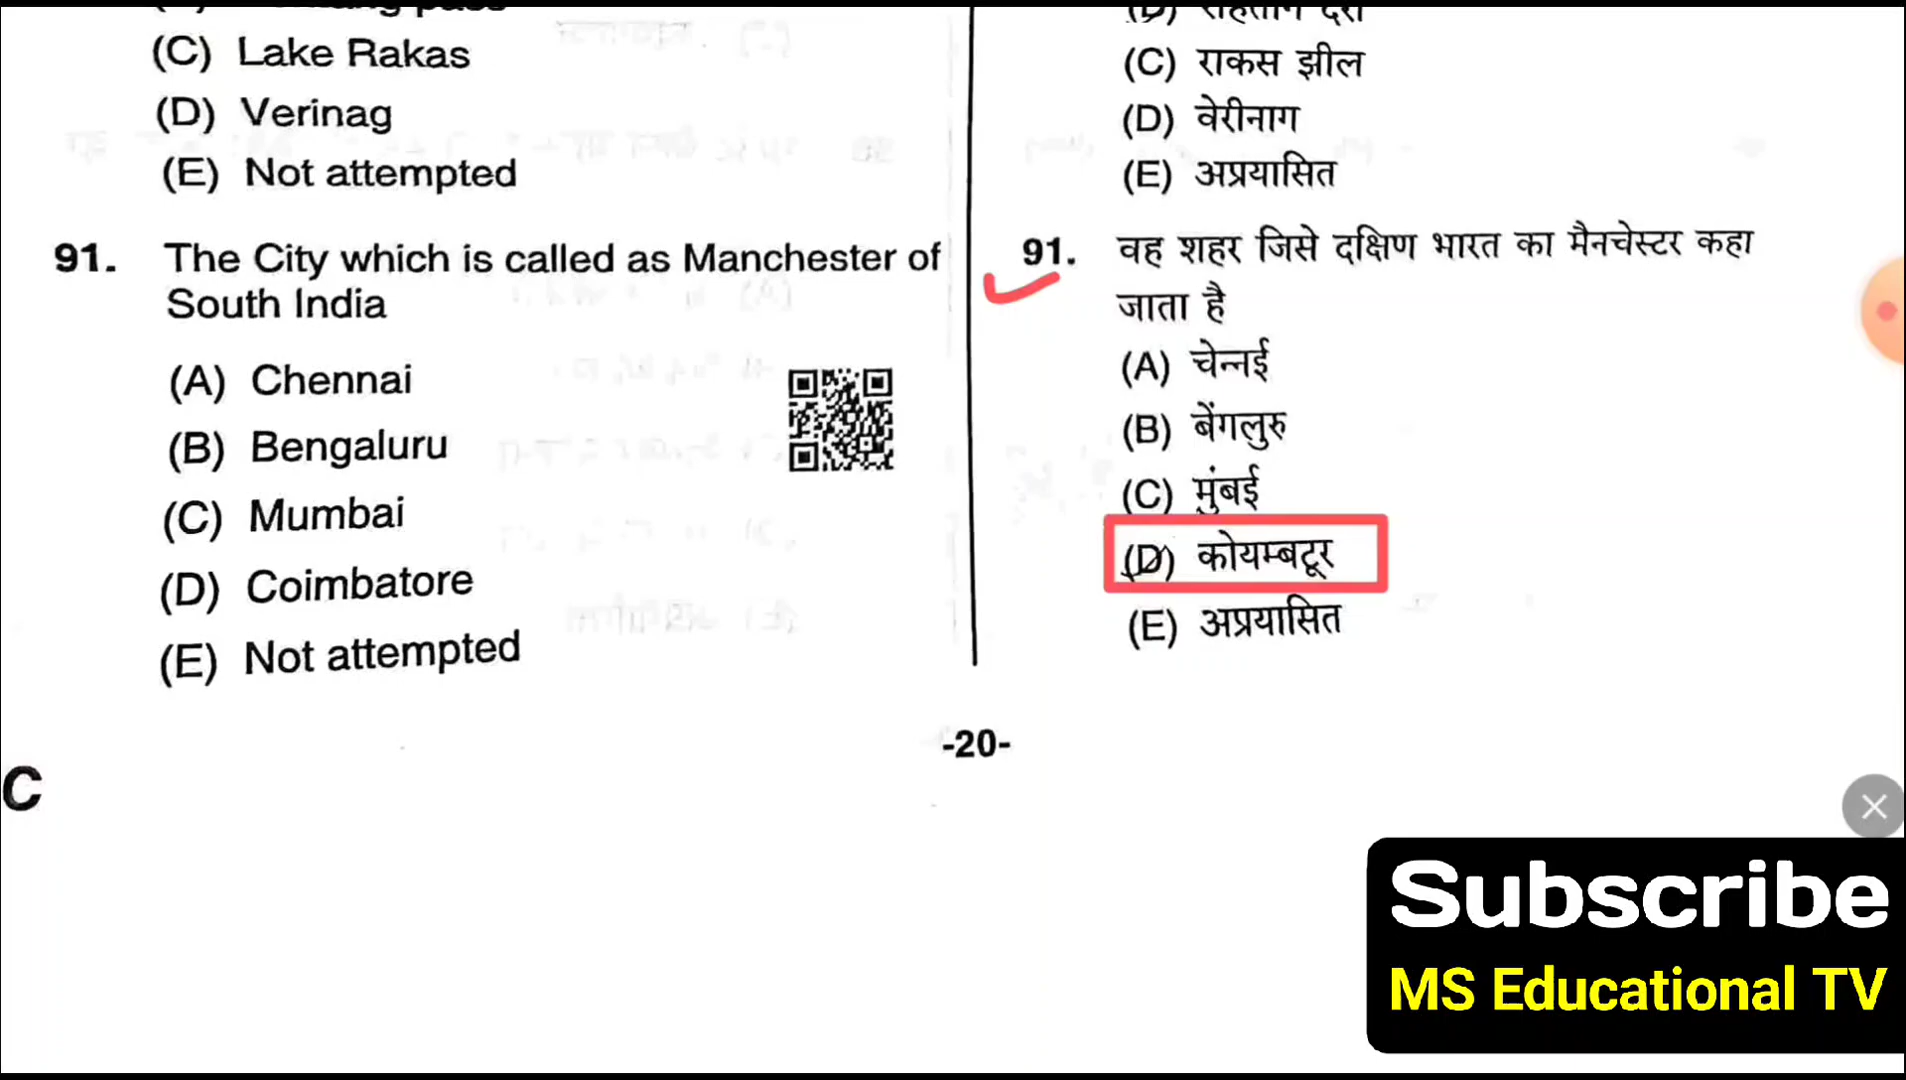 (C) Lake Rakas
(D) Verinag
(E) Not attempted
91. The City which is called as Manchester of
South India
(A) Chennai
(B) Bengaluru
(C) Mumbai
(D) Coimbatore
(E) Not attempted
(C) राकस झील
(D) वेरीनाग
(E) अप्रयासित
91. वह शहर जिसे दक्षिण भारत का मैनचेस्टर कहा
जाता है
(A) चेन्नई
(B) बेंगलुरु
(C) मुंबई
(D) कोयम्बटूर
(E) अप्रयासित
-20-
C
Subscribe
MS Educational TV